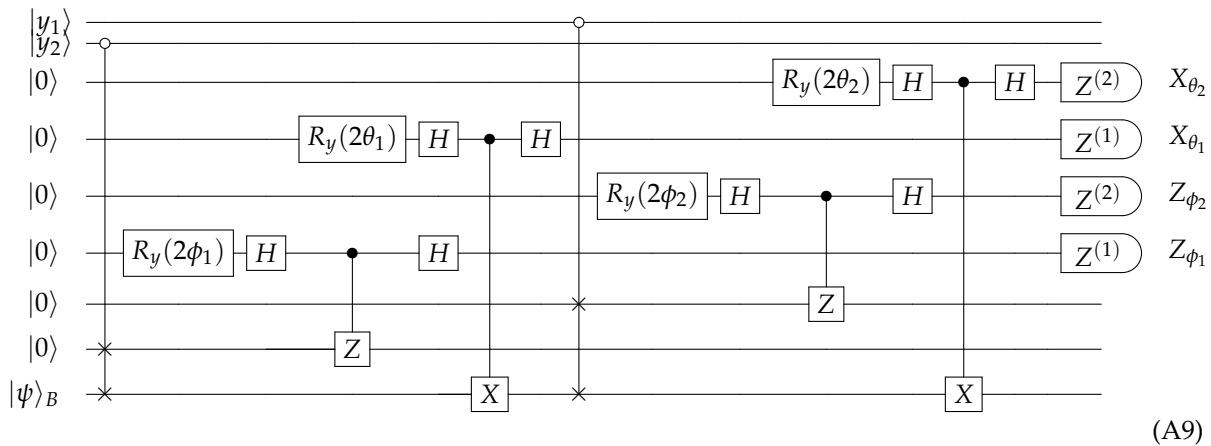 |y₁⟩
|y₂⟩
|0⟩ R_y(2θ₂) H H Z⁽²⁾ X_θ₂
|0⟩ R_y(2θ₁) H H Z⁽¹⁾ X_θ₁
|0⟩ R_y(2ϕ₂) H H Z⁽²⁾ Z_ϕ₂
|0⟩ R_y(2ϕ₁) H H Z⁽¹⁾ Z_ϕ₁
|0⟩ Z
|0⟩ Z
|ψ⟩_B X X
(A9)